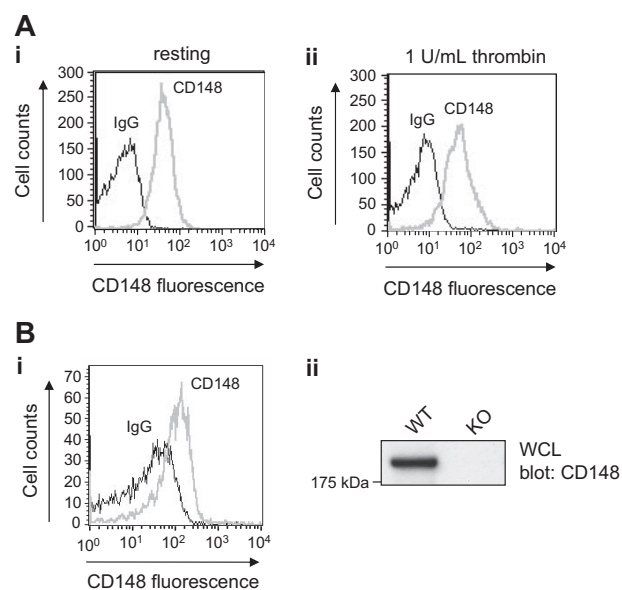 A
i
resting
300
250
200
150
100
50
0
Cell counts
IgG
CD148
10⁰ 10¹ 10² 10³ 10⁴
CD148 fluorescence
ii
1 U/mL thrombin
300
250
200
150
100
50
0
Cell counts
IgG
CD148
10⁰ 10¹ 10² 10³ 10⁴
CD148 fluorescence
B
i
70
60
50
40
30
20
10
0
Cell counts
IgG
CD148
10⁰ 10¹ 10² 10³ 10⁴
CD148 fluorescence
ii
WT KO
175 kDa
WCL
blot: CD148